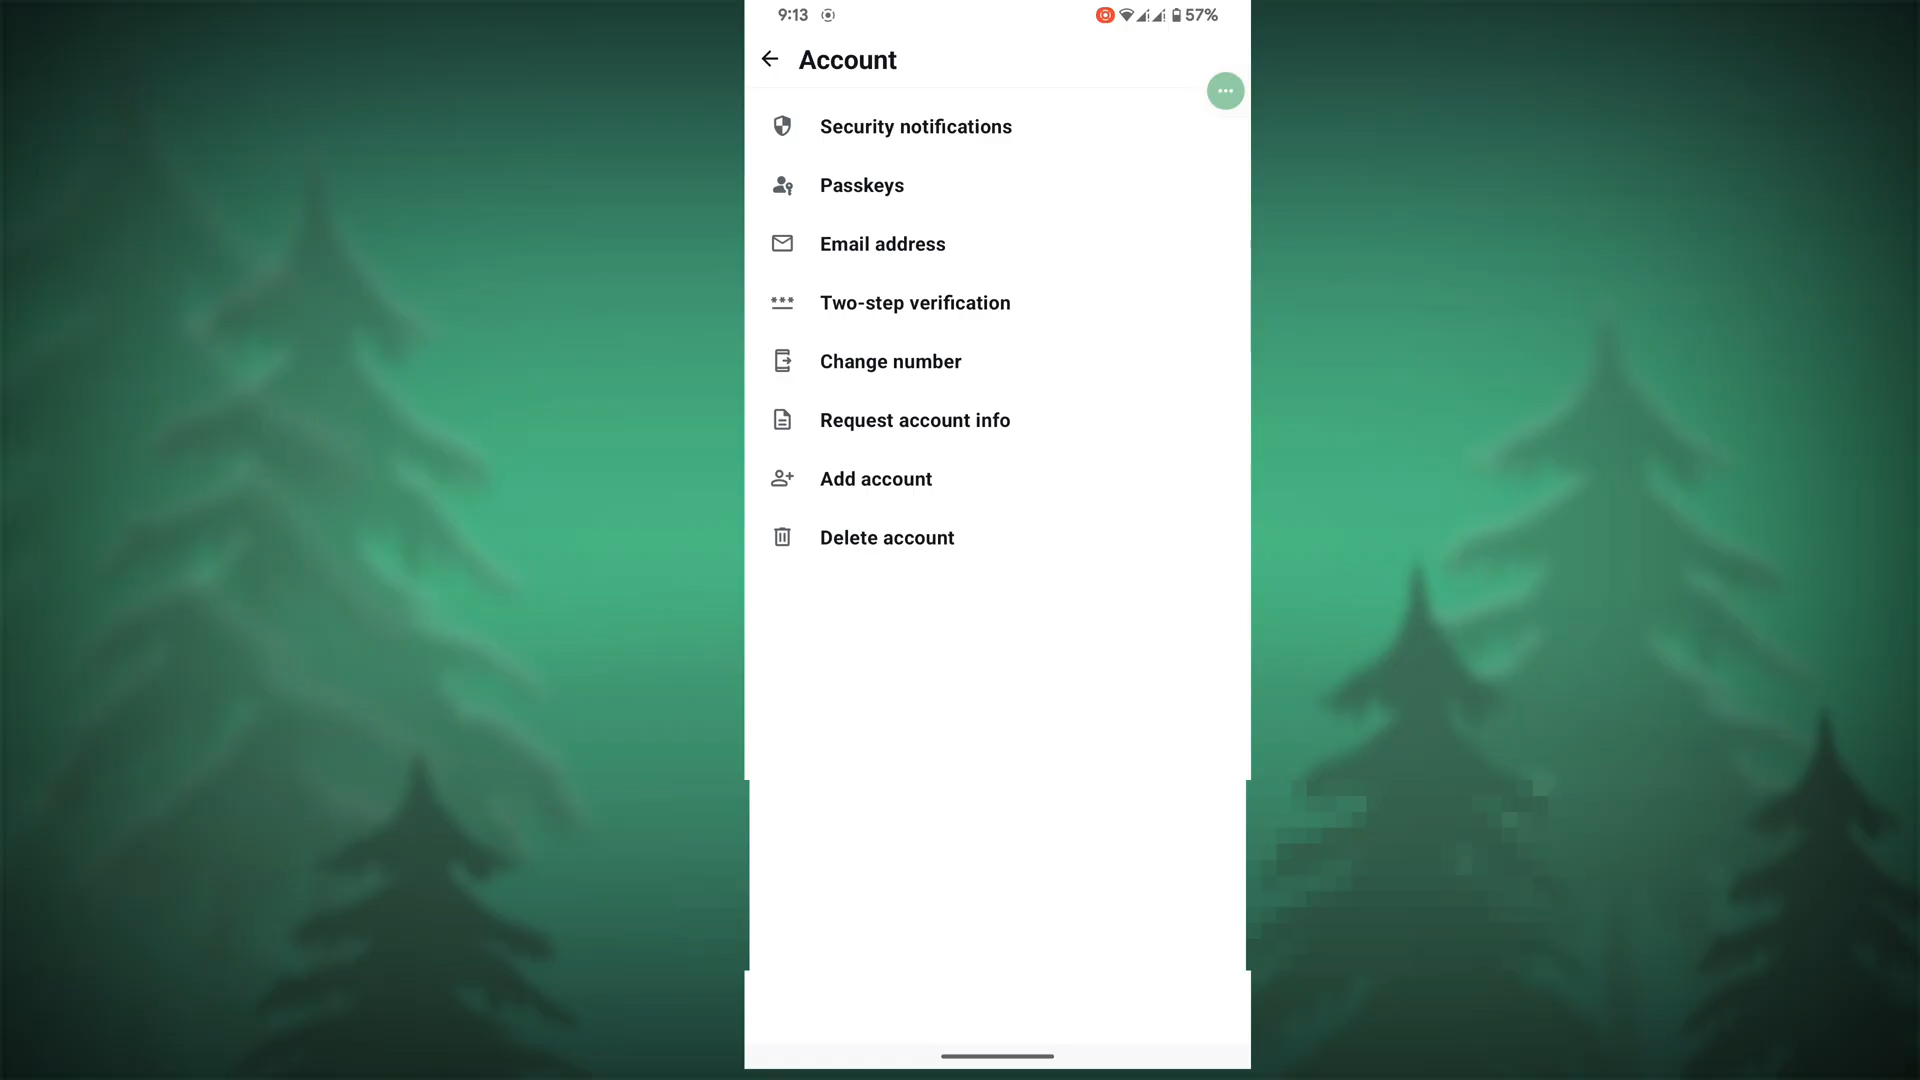 9:13
57%
Account
Security notifications
Passkeys
Email address
Two-step verification
Change number
Request account info
Add account
Delete account